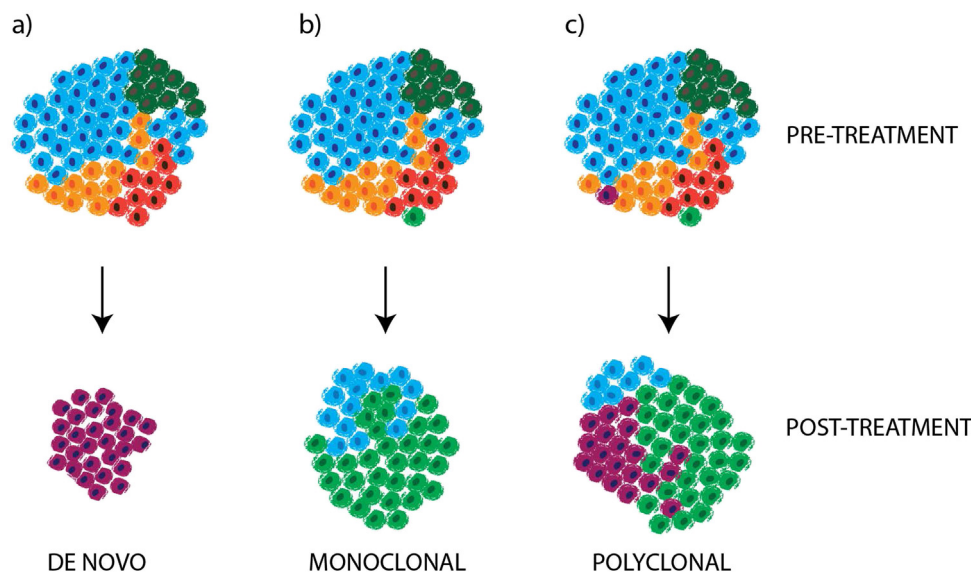 a)
b)
c)
PRE-TREATMENT
POST-TREATMENT
DE NOVO
MONOCLONAL
POLYCLONAL